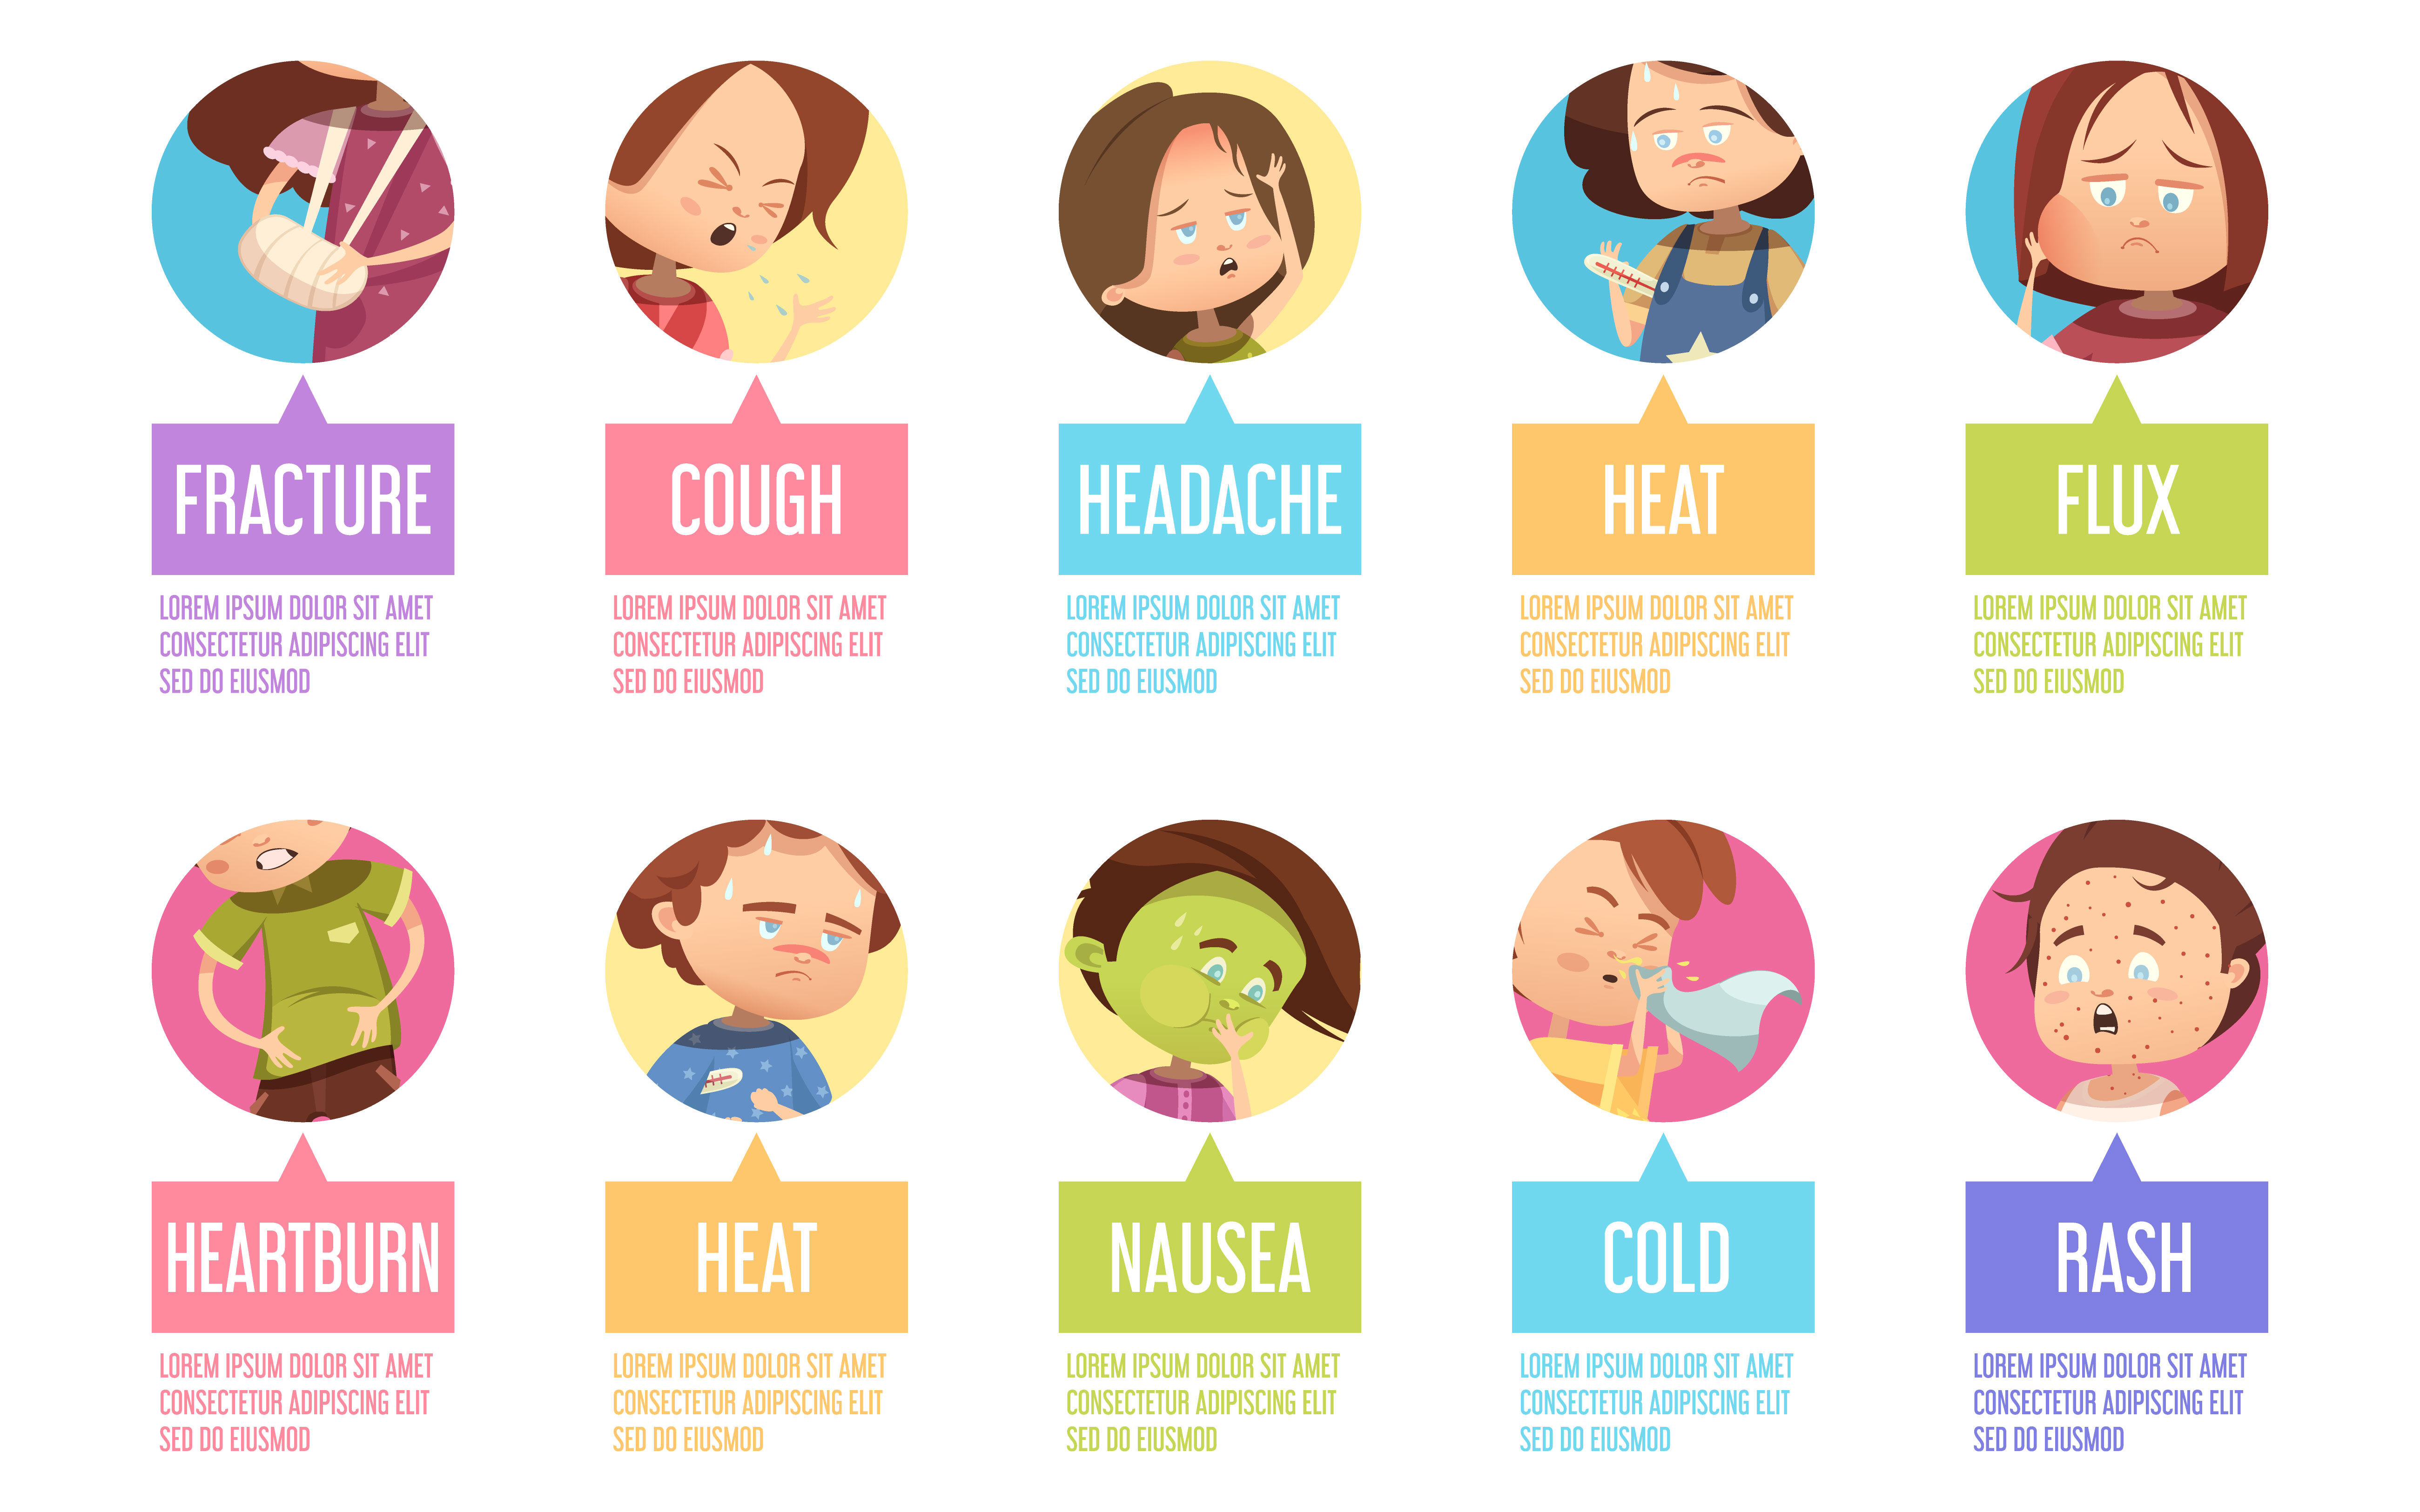 FRACTURE
LOREM IPSUM DOLOR SIT AMET
CONSECTETUR ADIPISCING ELIT
SED DO EIUSMOD
COUGH
LOREM IPSUM DOLOR SIT AMET
CONSECTETUR ADIPISCING ELIT
SED DO EIUSMOD
HEADACHE
LOREM IPSUM DOLOR SIT AMET
CONSECTETUR ADIPISCING ELIT
SED DO EIUSMOD
HEAT
LOREM IPSUM DOLOR SIT AMET
CONSECTETUR ADIPISCING ELIT
SED DO EIUSMOD
FLUX
LOREM IPSUM DOLOR SIT AMET
CONSECTETUR ADIPISCING ELIT
SED DO EIUSMOD
HEARTBURN
LOREM IPSUM DOLOR SIT AMET
CONSECTETUR ADIPISCING ELIT
SED DO EIUSMOD
HEAT
LOREM IPSUM DOLOR SIT AMET
CONSECTETUR ADIPISCING ELIT
SED DO EIUSMOD
NAUSEA
LOREM IPSUM DOLOR SIT AMET
CONSECTETUR ADIPISCING ELIT
SED DO EIUSMOD
COLD
LOREM IPSUM DOLOR SIT AMET
CONSECTETUR ADIPISCING ELIT
SED DO EIUSMOD
RASH
LOREM IPSUM DOLOR SIT AMET
CONSECTETUR ADIPISCING ELIT
SED DO EIUSMOD